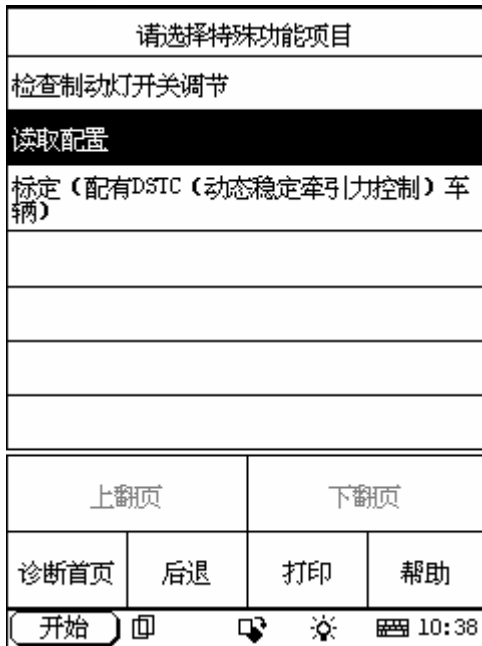 请选择特殊功能项目
检查制动灯开关调节
读取配置
标定（配有DSTC（动态稳定牵引力控制）车
辆）
上翻页 下翻页
诊断首页 后退 打印 帮助
开始 10:38